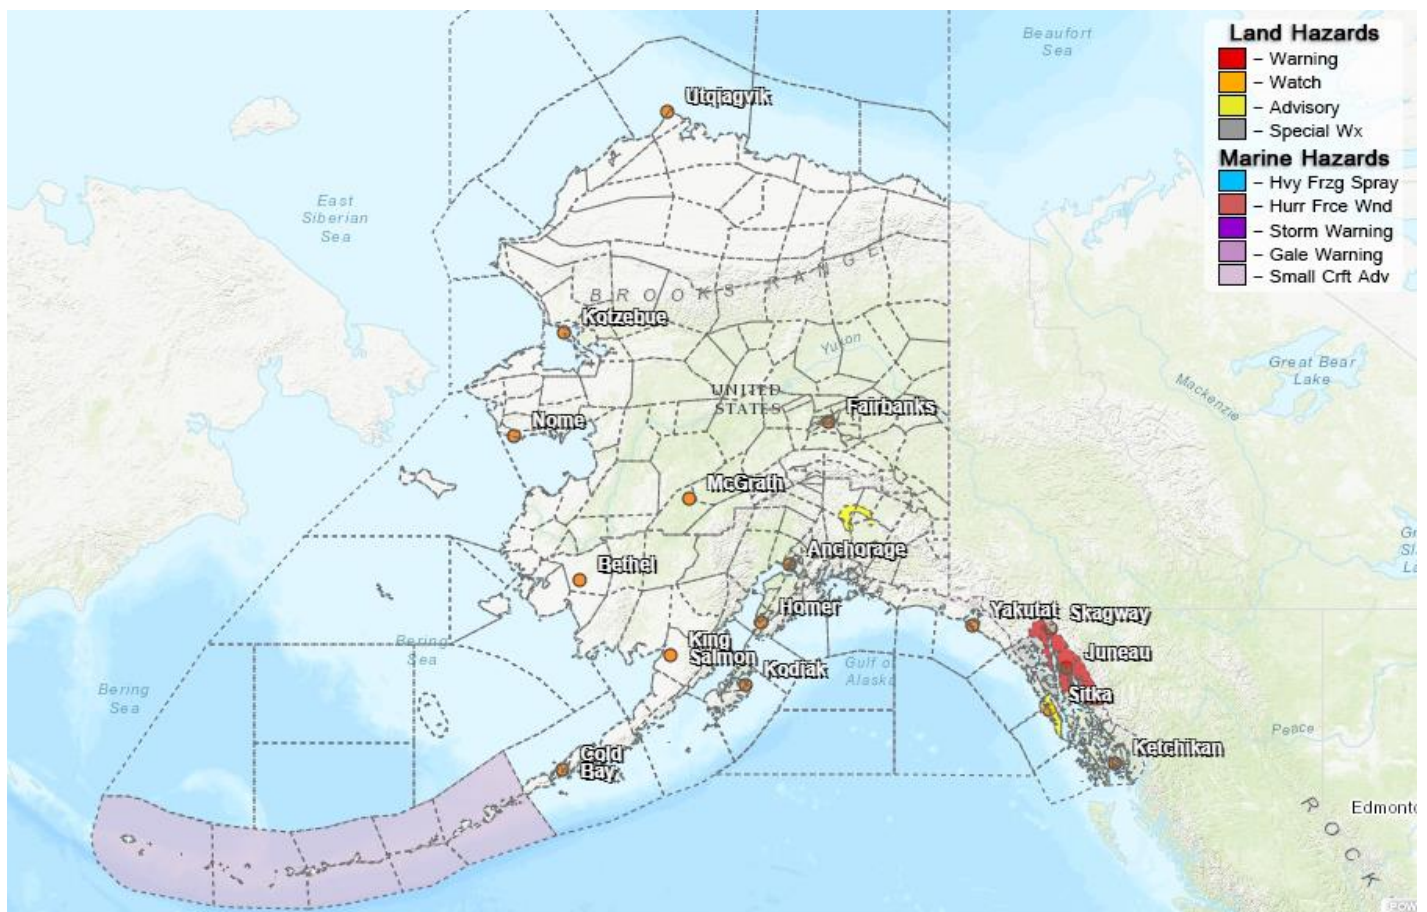 Land Hazards
– Warning
– Watch
– Advisory
– Special Wx
Marine Hazards
– Hvy Frzg Spray
– Hurr Frce Wnd
– Storm Warning
– Gale Warning
– Small Crft Adv
Beaufort
Sea
Utqiagvik
East
Siberian
Sea
BROOKS RANGE
Kotzebue
Yukon
Great Bear
Lake
Mackenzie
UNITED
STATES
Fairbanks
Nome
McGrath
Anchorage
Bethel
Homer
Yakutat
Skagway
King
Salmon
Juneau
Bering
Sea
Kodiak
Gulf of
Alaska
Bering
Sea
Sitka
Peace
Ketchikan
Cold
Bay
Edmonto
ROCK